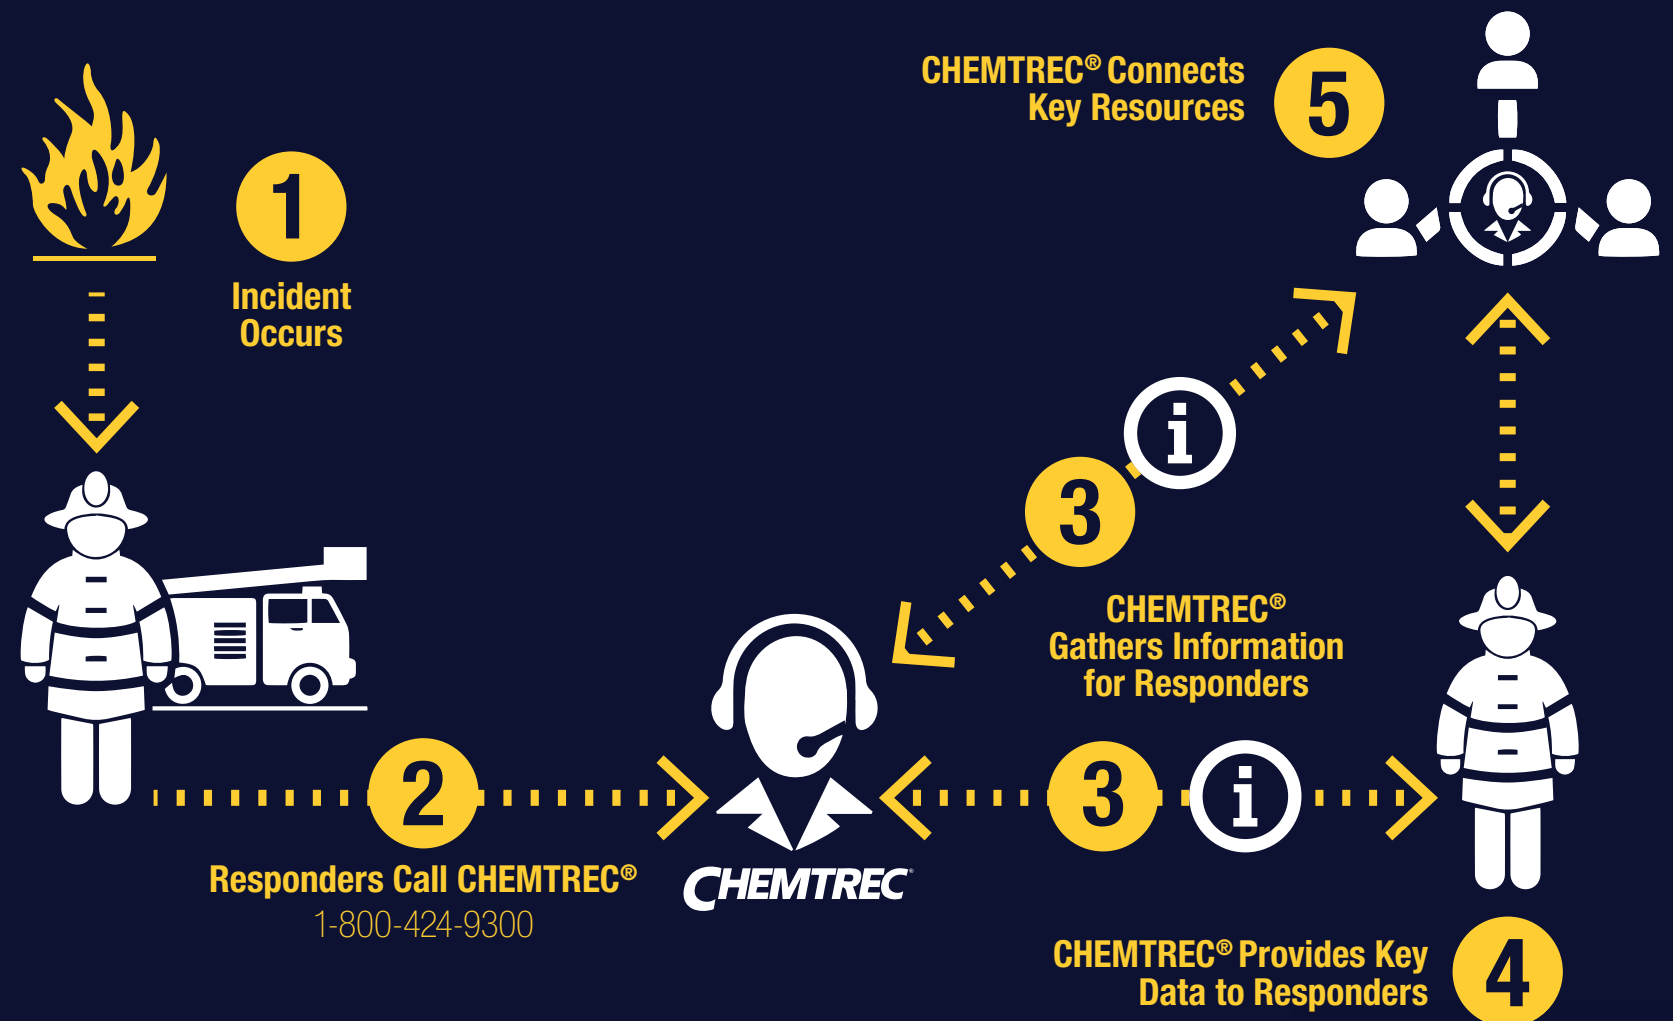 1
Incident
Occurs
2
Responders Call CHEMTREC®
1-800-424-9300
CHEMTREC®
3
i
CHEMTREC®
Gathers Information
for Responders
3
i
4
CHEMTREC® Provides Key
Data to Responders
5
CHEMTREC® Connects
Key Resources